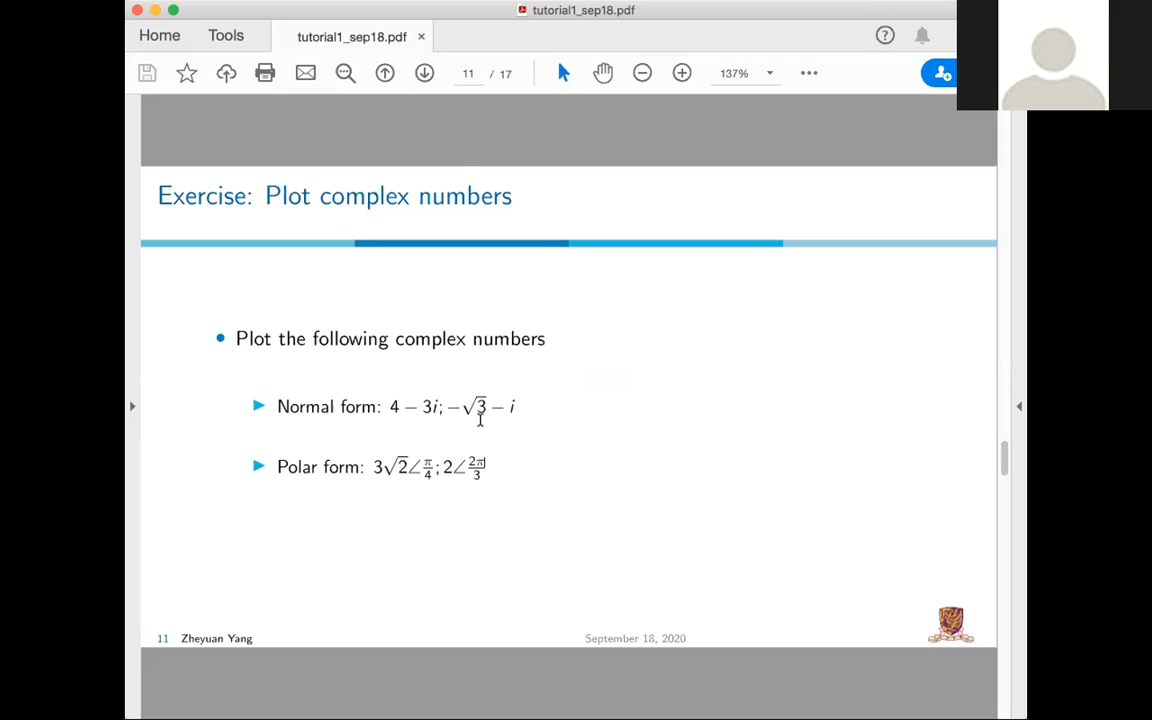 tutorial1_sep18.pdf
Home Tools tutorial1_sep18.pdf ×
11 / 17 137%
Exercise: Plot complex numbers
Plot the following complex numbers
Normal form: 4 − 3i; −√3 − i
Polar form: 3√2∠π/4; 2∠2π/3
11 Zheyuan Yang September 18, 2020